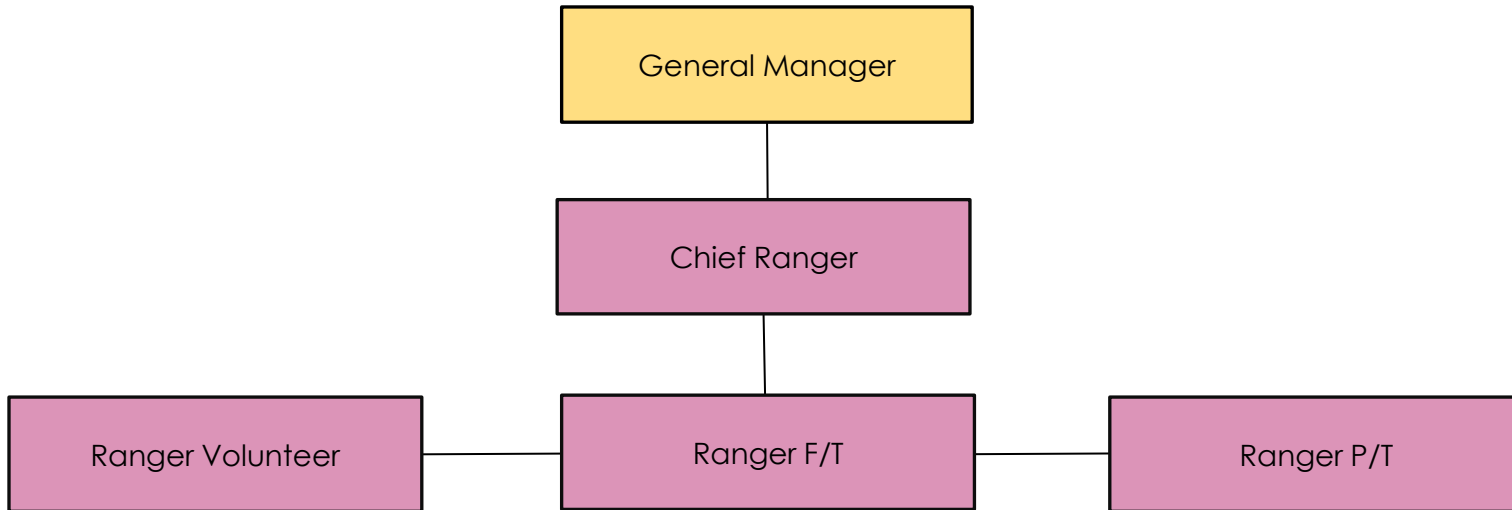 General Manager
Chief Ranger
Ranger Volunteer
Ranger F/T
Ranger P/T